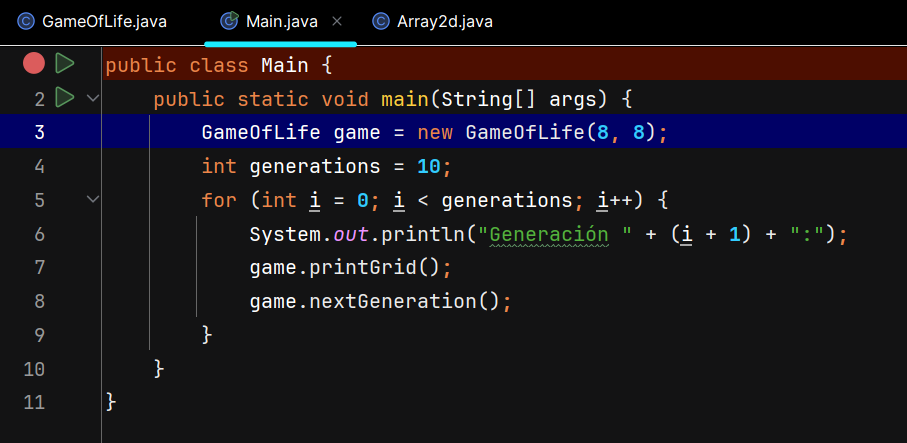 GameOfLife.java Main.java Array2d.java
public class Main {
2 public static void main(String[] args) {
3 GameOfLife game = new GameOfLife(8, 8);
4 int generations = 10;
5 for (int i = 0; i < generations; i++) {
6 System.out.println("Generación " + (i + 1) + ":");
7 game.printGrid();
8 game.nextGeneration();
9 }
10 }
11 }